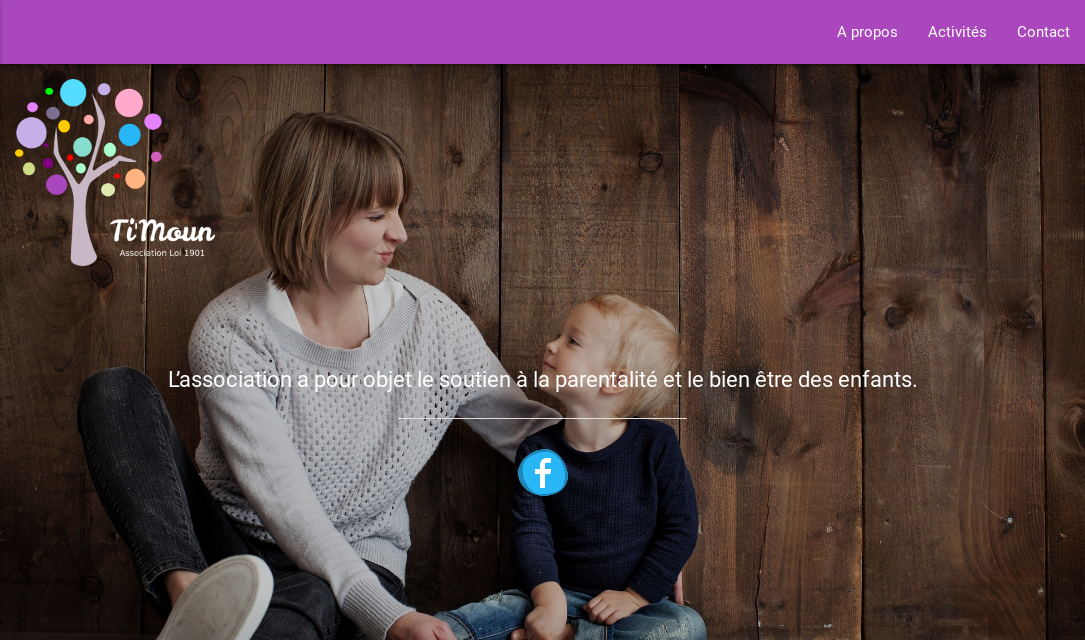 A propos
Activités
Contact
Ti'Moun
Association Loi 1901
L’association a pour objet le soutien à la parentalité et le bien être des enfants.
f